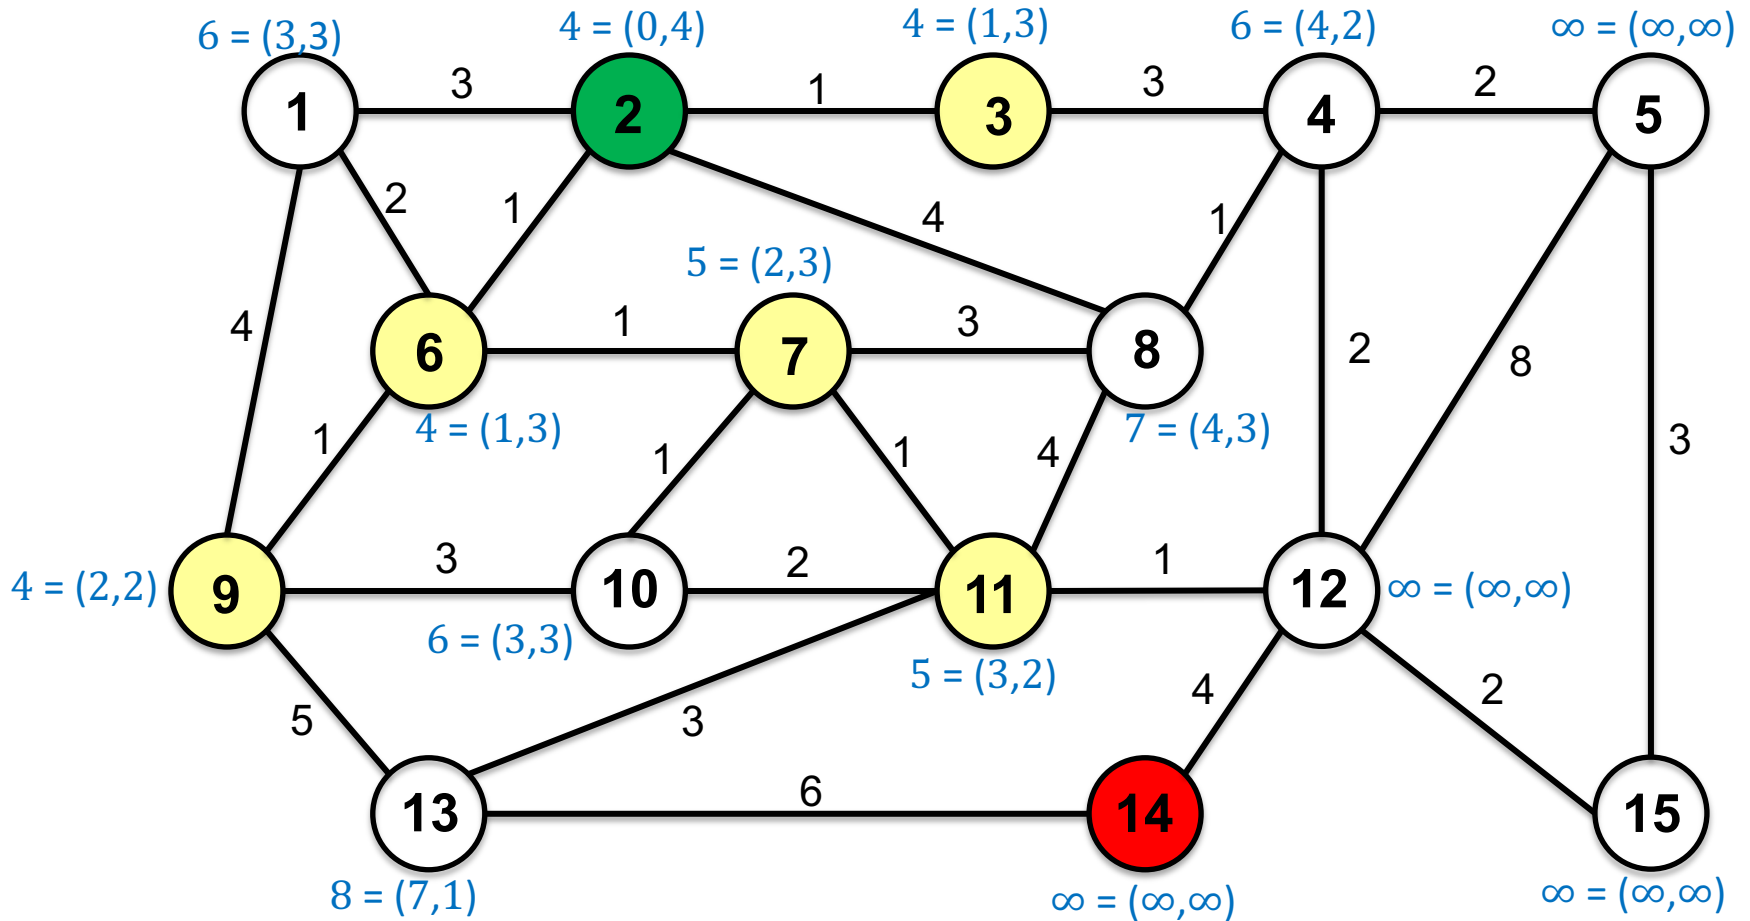 6 = (3,3)
4 = (0,4)
4 = (1,3)
6 = (4,2)
∞ = (∞,∞)
1
3
2
1
3
3
4
2
5
2
1
4
1
5 = (2,3)
4
6
1
7
3
8
2
8
3
1
4 = (1,3)
1
1
4
7 = (4,3)
4 = (2,2)
9
3
10
2
11
1
12
∞ = (∞,∞)
6 = (3,3)
5 = (3,2)
5
3
4
2
13
6
14
15
8 = (7,1)
∞ = (∞,∞)
∞ = (∞,∞)